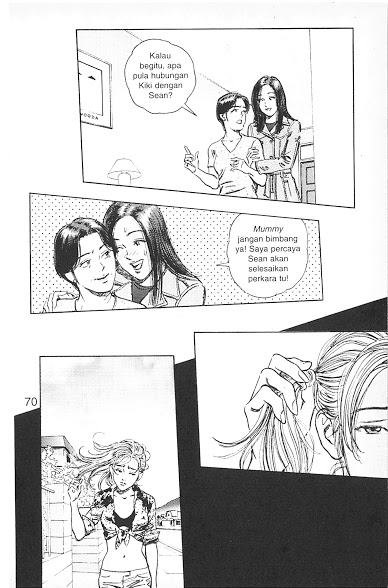 Kalau
begitu, apa
pula hubungan
Kiki dengan
Sean?
Mummy
jangan bimbang
ya! Saya percaya
Sean akan
selesaikan
perkara tu!
70